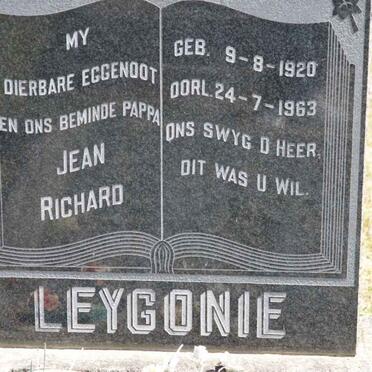 MY
DIERBARE EGGENOOT
EN ONS BEMINDE PAPPA
JEAN
RICHARD
GEB. 9-8-1920
OORL. 24-7-1963
ONS SWYG O HEER,
DIT WAS U WIL.
LEYGONIE